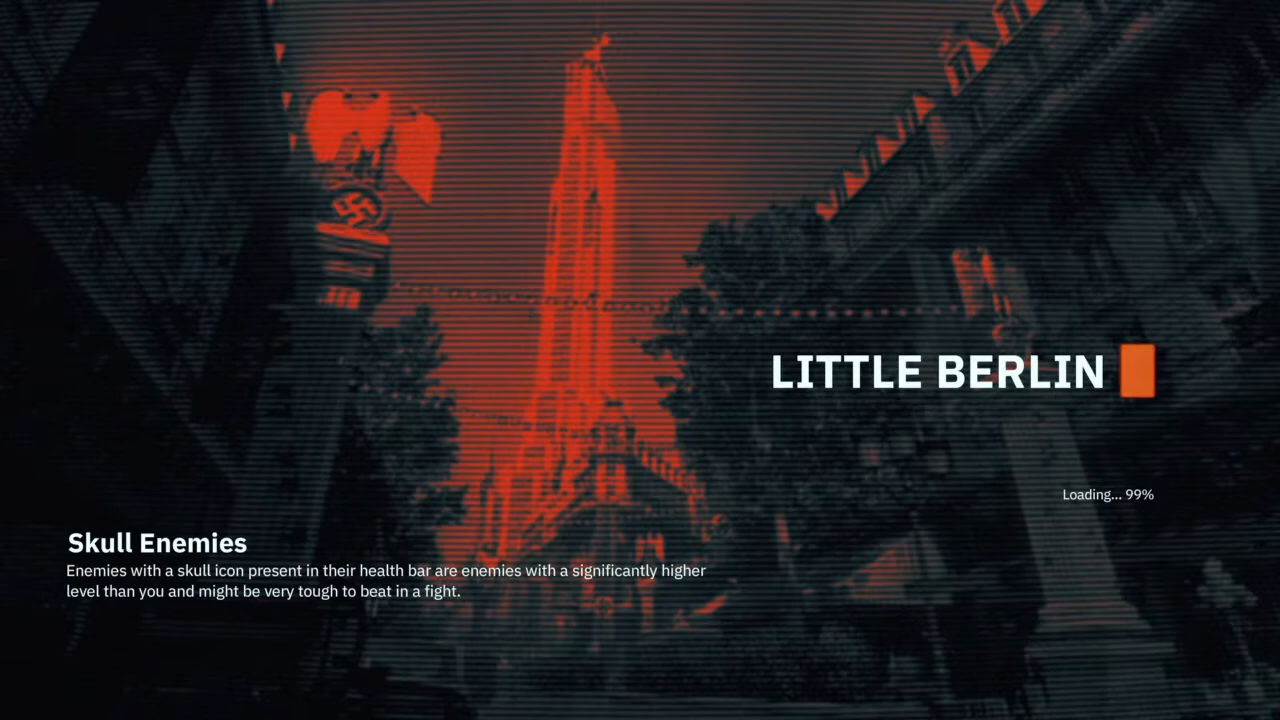 LITTLE BERLIN
Loading... 99%
Skull Enemies
Enemies with a skull icon present in their health bar are enemies with a significantly higher
level than you and might be very tough to beat in a fight.